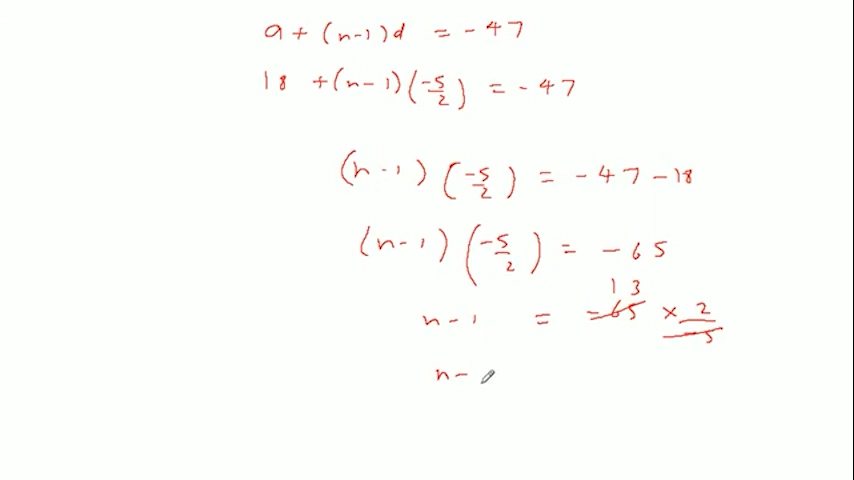 a + (n-1)d = -47
18 + (n-1)(-5/2) = -47
(n-1)(-5/2) = -47-18
(n-1)(-5/2) = -65
13
n-1 = -65 × 2/-5
n-